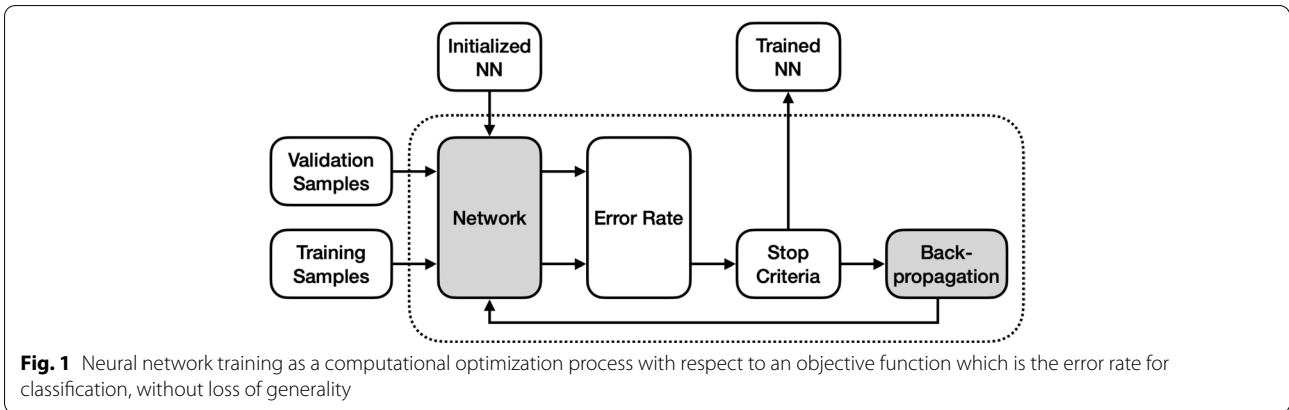 Initialized
NN
Trained
NN
Validation
Samples
Network
Error Rate
Training
Samples
Stop
Criteria
Back-
propagation
Fig. 1 Neural network training as a computational optimization process with respect to an objective function which is the error rate for
classification, without loss of generality